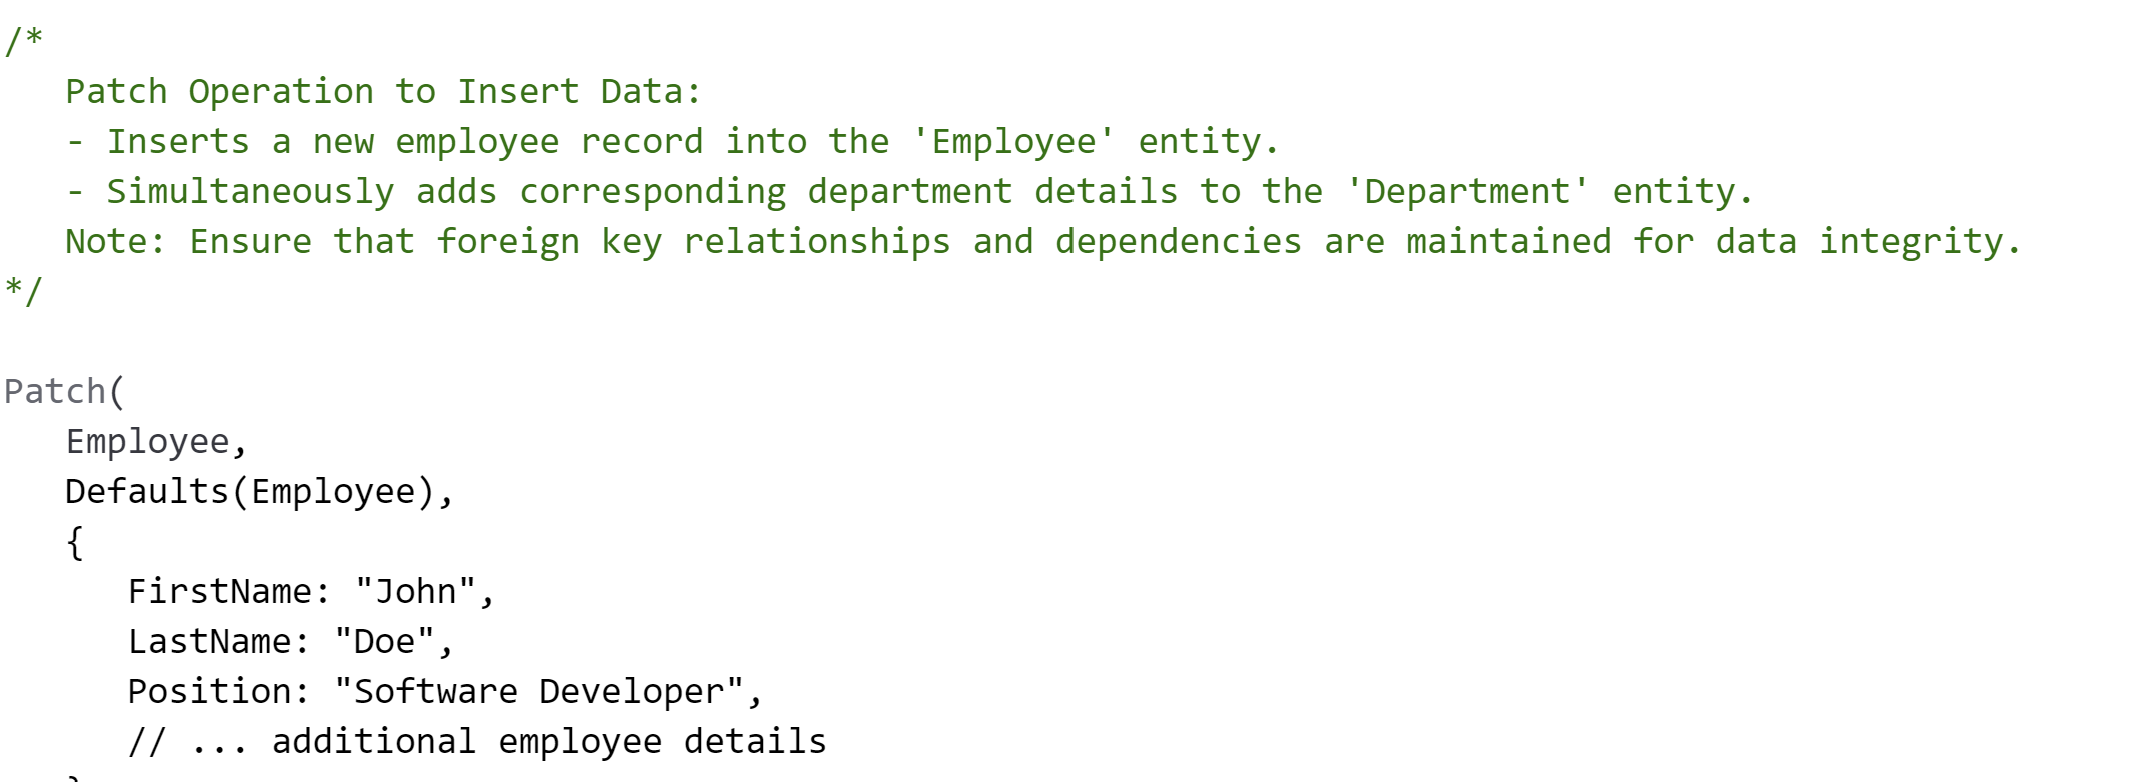 /*
Patch Operation to Insert Data:
- Inserts a new employee record into the 'Employee' entity.
- Simultaneously adds corresponding department details to the 'Department' entity.
Note: Ensure that foreign key relationships and dependencies are maintained for data integrity.
*/
Patch(
Employee,
Defaults(Employee),
{
FirstName: "John",
LastName: "Doe",
Position: "Software Developer",
// ... additional employee details
}